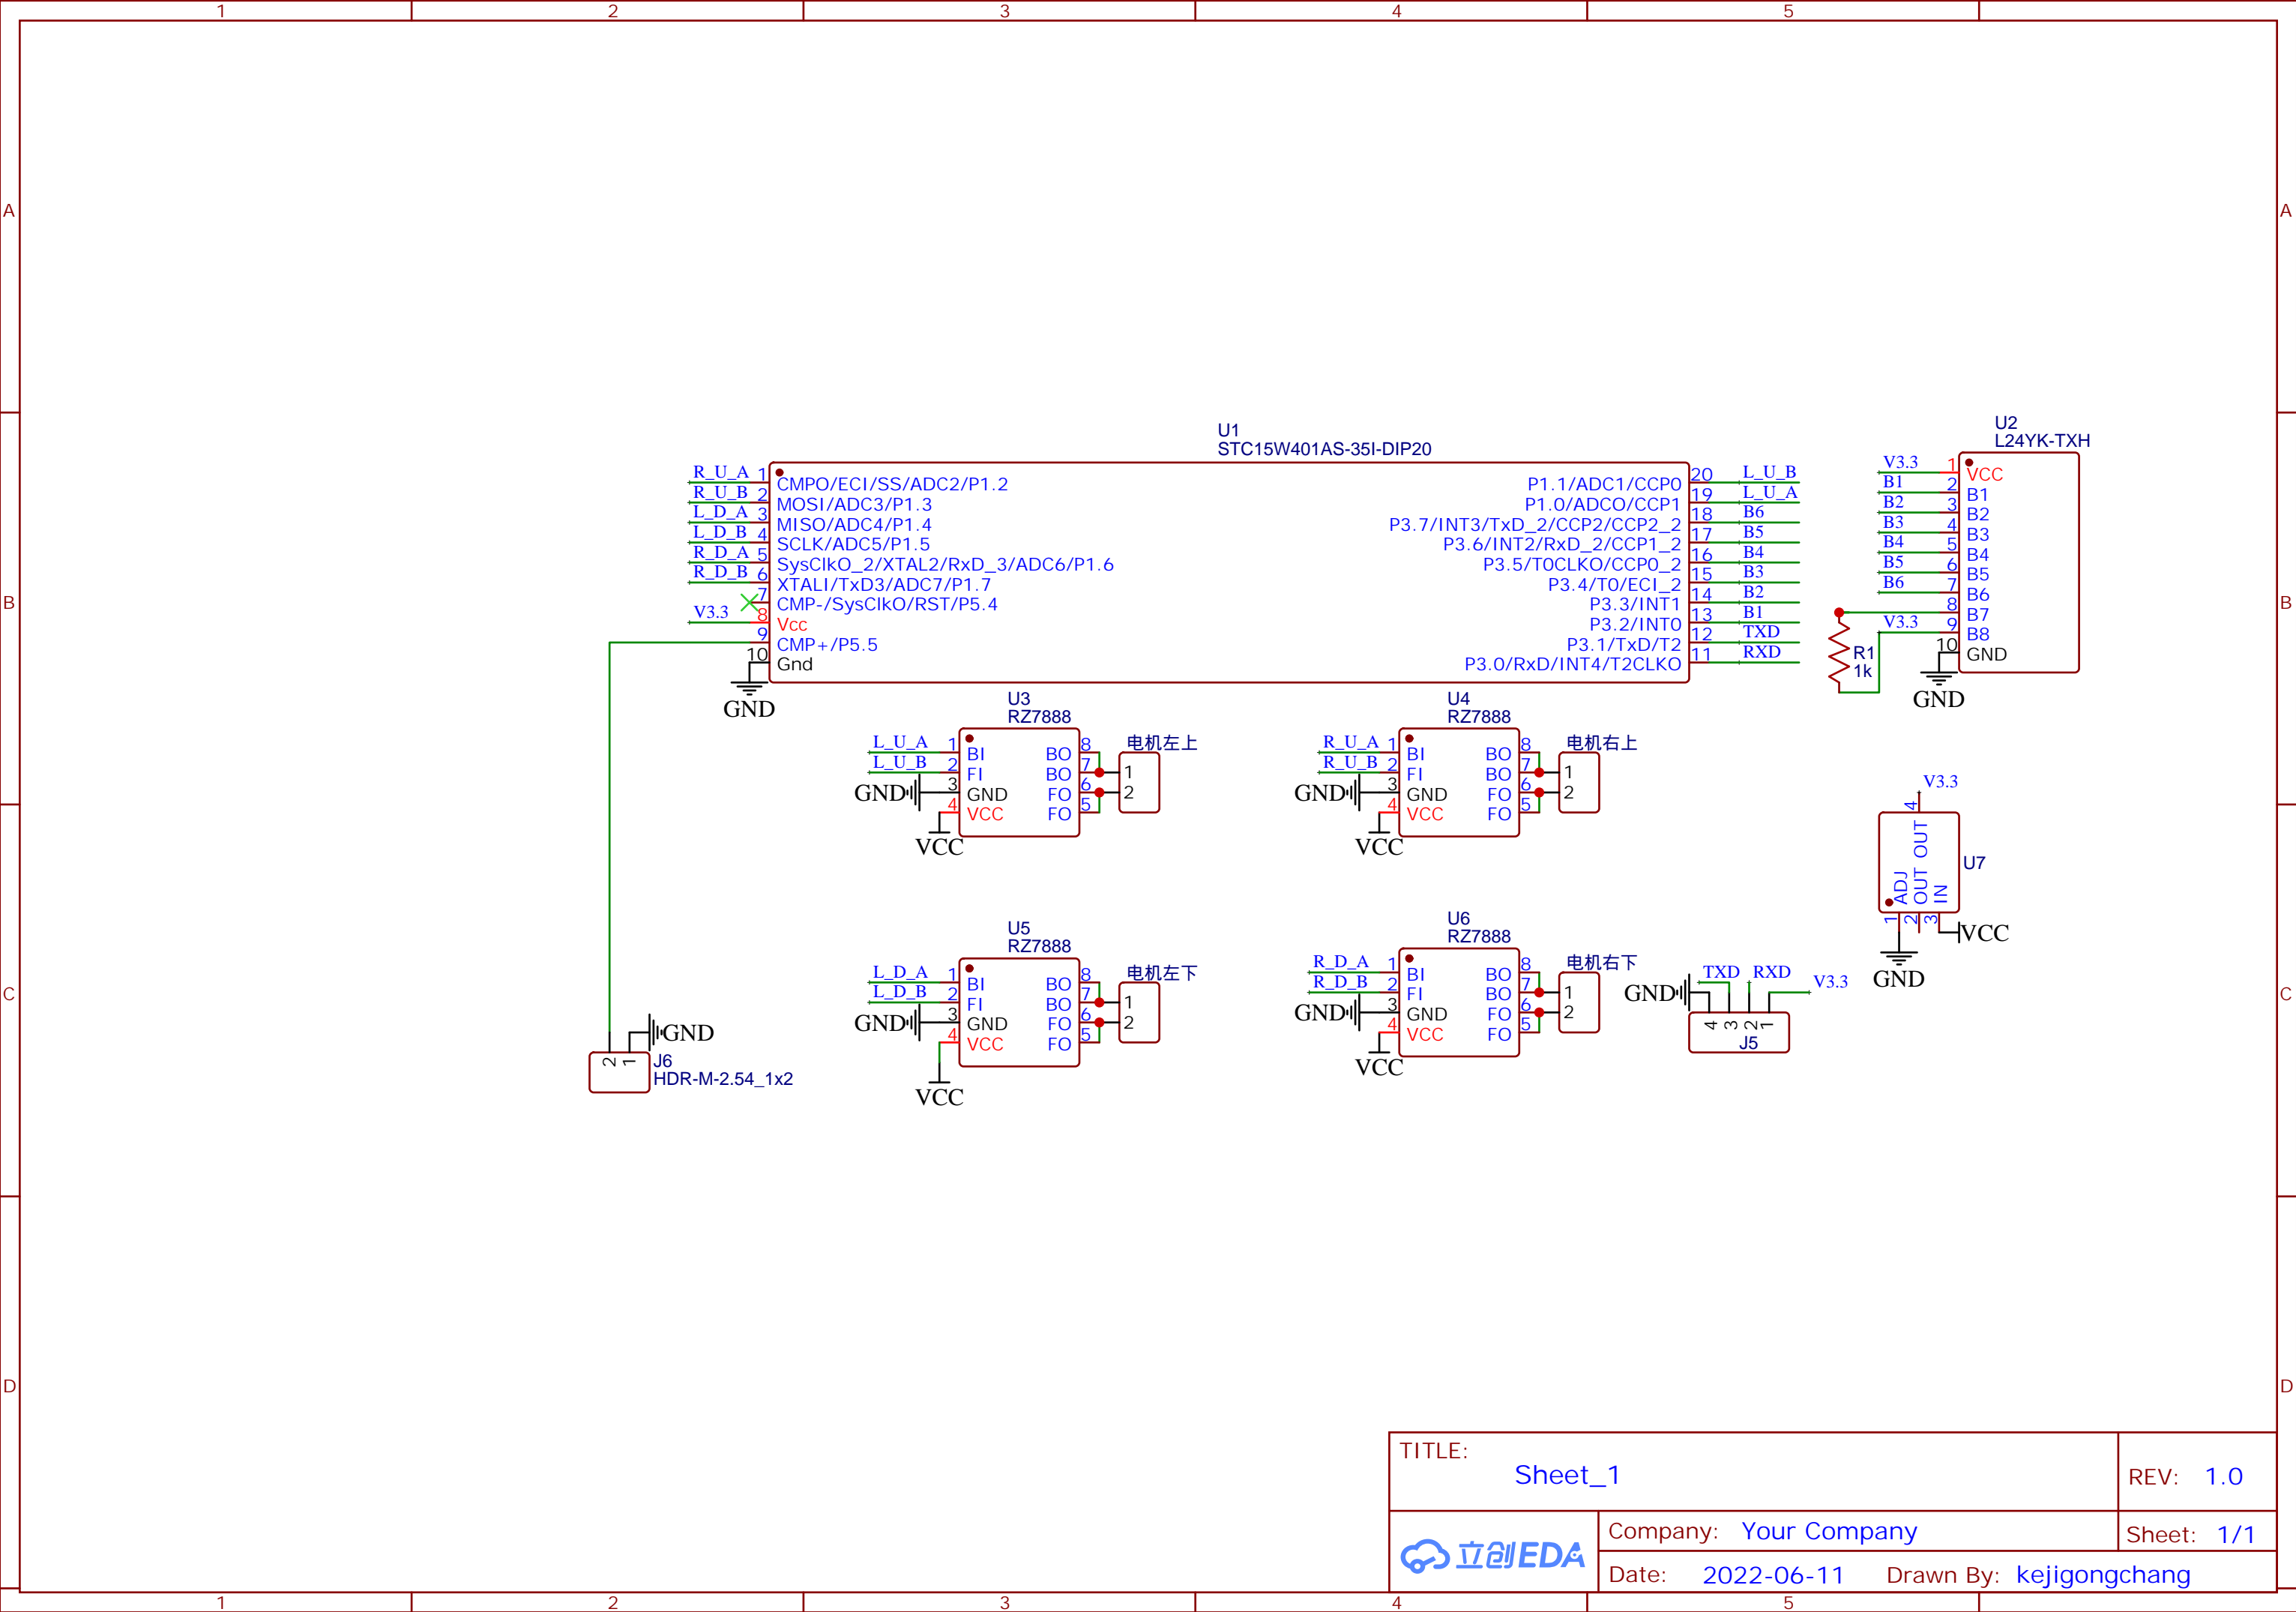 1 2 3 4 5
A A
B B
C C
D D
U1
STC15W401AS-35I-DIP20
R_U_A 1 CMPO/ECI/SS/ADC2/P1.2
R_U_B 2 MOSI/ADC3/P1.3
L_D_A 3 MISO/ADC4/P1.4
L_D_B 4 SCLK/ADC5/P1.5
R_D_A 5 SysClkO_2/XTAL2/RxD_3/ADC6/P1.6
R_D_B 6 XTALI/TxD3/ADC7/P1.7
7 CMP-/SysClkO/RST/P5.4
V3.3 8 Vcc
9 CMP+/P5.5
10 Gnd
GND
P1.1/ADC1/CCP0 20 L_U_B
P1.0/ADCO/CCP1 19 L_U_A
P3.7/INT3/TxD_2/CCP2/CCP2_2 18 B6
P3.6/INT2/RxD_2/CCP1_2 17 B5
P3.5/T0CLKO/CCP0_2 16 B4
P3.4/T0/ECI_2 15 B3
P3.3/INT1 14 B2
P3.2/INT0 13 B1
P3.1/TxD/T2 12 TXD
P3.0/RxD/INT4/T2CLKO 11 RXD
U2
L24YK-TXH
V3.3 1 VCC
B1 2 B1
B2 3 B2
B3 4 B3
B4 5 B4
B5 6 B5
B6 7 B6
8 B7
V3.3 9 B8
10 GND
GND
R1
1k
U3
RZ7888
L_U_A 1 BI BO 8
L_U_B 2 FI BO 7
GND 3 GND FO 6
4 VCC FO 5
VCC
电机左上
1
2
U4
RZ7888
R_U_A 1 BI BO 8
R_U_B 2 FI BO 7
GND 3 GND FO 6
4 VCC FO 5
VCC
电机右上
1
2
V3.3
4
ADJ OUT OUT IN
U7
1 2 3
VCC
GND
U5
RZ7888
L_D_A 1 BI BO 8
L_D_B 2 FI BO 7
GND 3 GND FO 6
4 VCC FO 5
VCC
电机左下
1
2
U6
RZ7888
R_D_A 1 BI BO 8
R_D_B 2 FI BO 7
GND 3 GND FO 6
4 VCC FO 5
VCC
电机右下
1
2
TXD RXD V3.3
GND
4 3 2 1
J5
GND
2 1
J6
HDR-M-2.54_1x2
TITLE:
Sheet_1
REV: 1.0
立创EDA
Company: Your Company
Sheet: 1/1
Date: 2022-06-11 Drawn By: kejigongchang
1 2 3 4 5